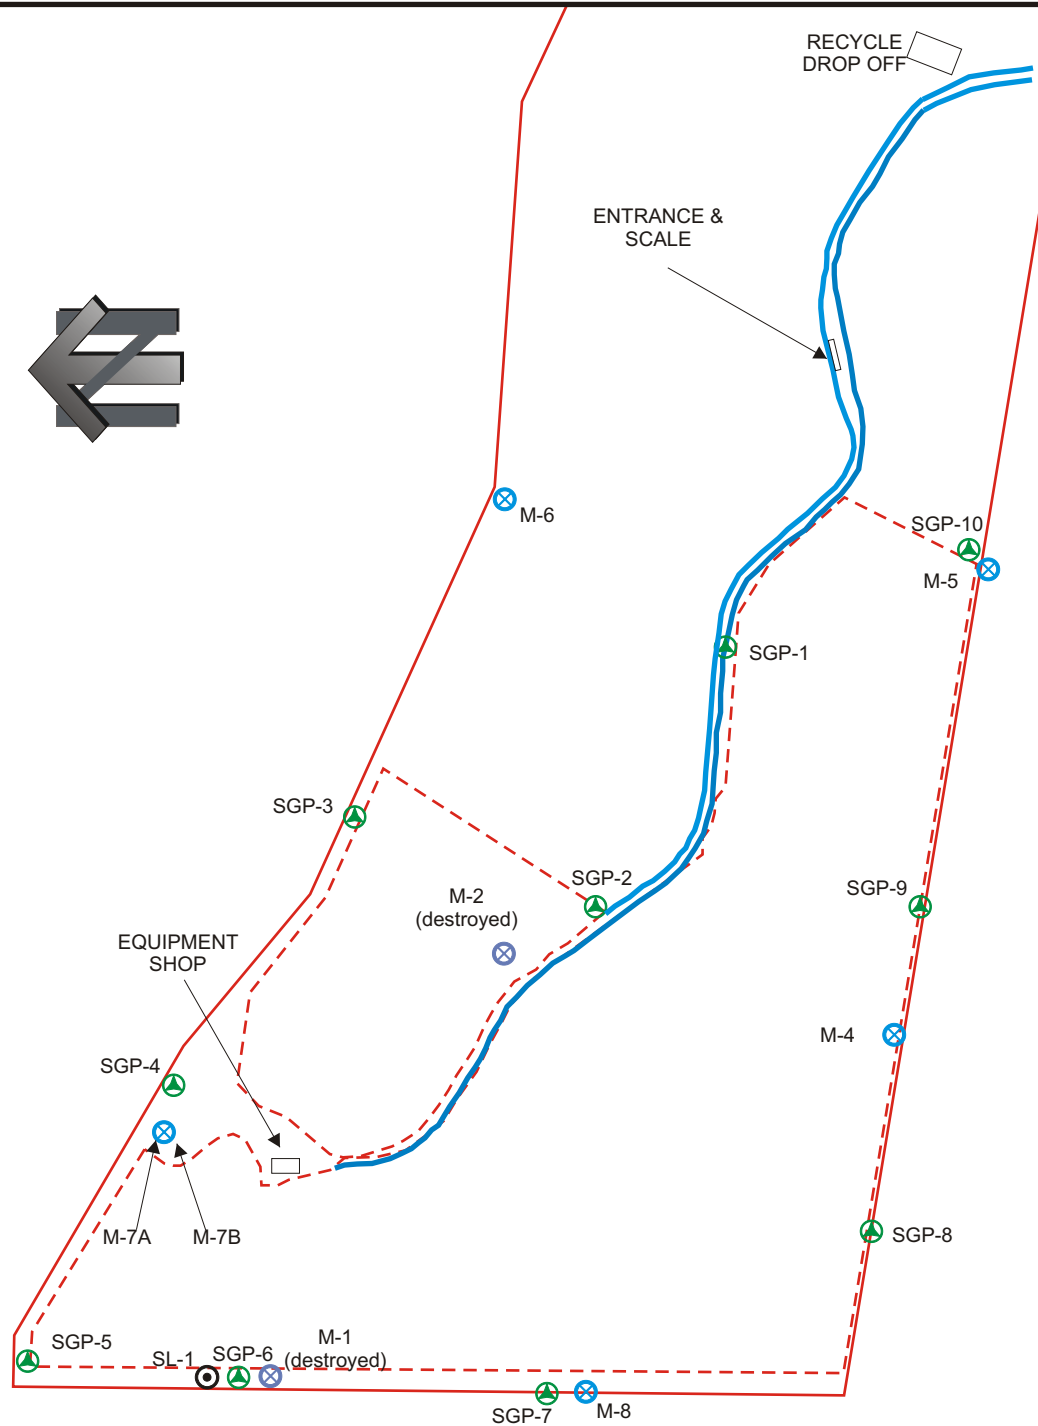 RECYCLE
DROP OFF
ENTRANCE &
SCALE
N
M-6
SGP-10
M-5
SGP-1
SGP-3
SGP-2
M-2
(destroyed)
SGP-9
EQUIPMENT
SHOP
M-4
SGP-4
M-7A
M-7B
SGP-8
SGP-5
SL-1
SGP-6
M-1
(destroyed)
SGP-7
M-8